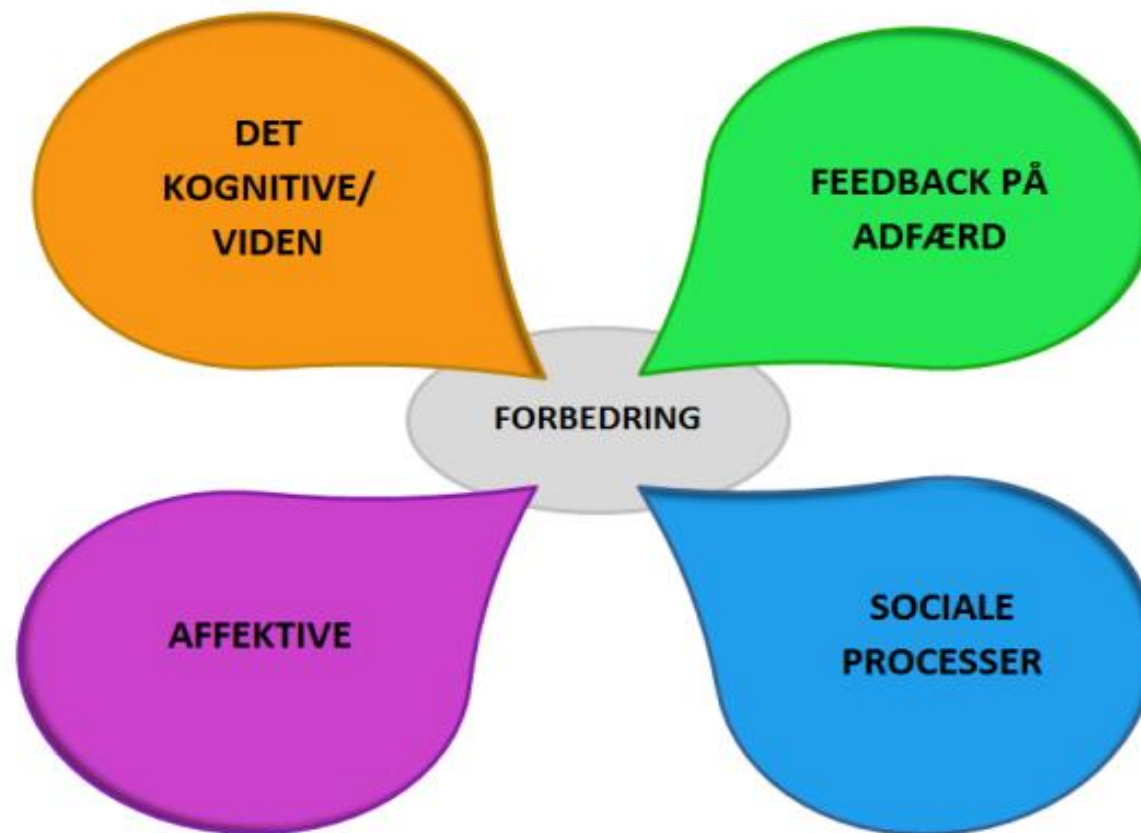 DET
KOGNITIVE/
VIDEN
FEEDBACK PÅ
ADFÆRD
FORBEDRING
AFFEKTIVE
SOCIALE
PROCESSER